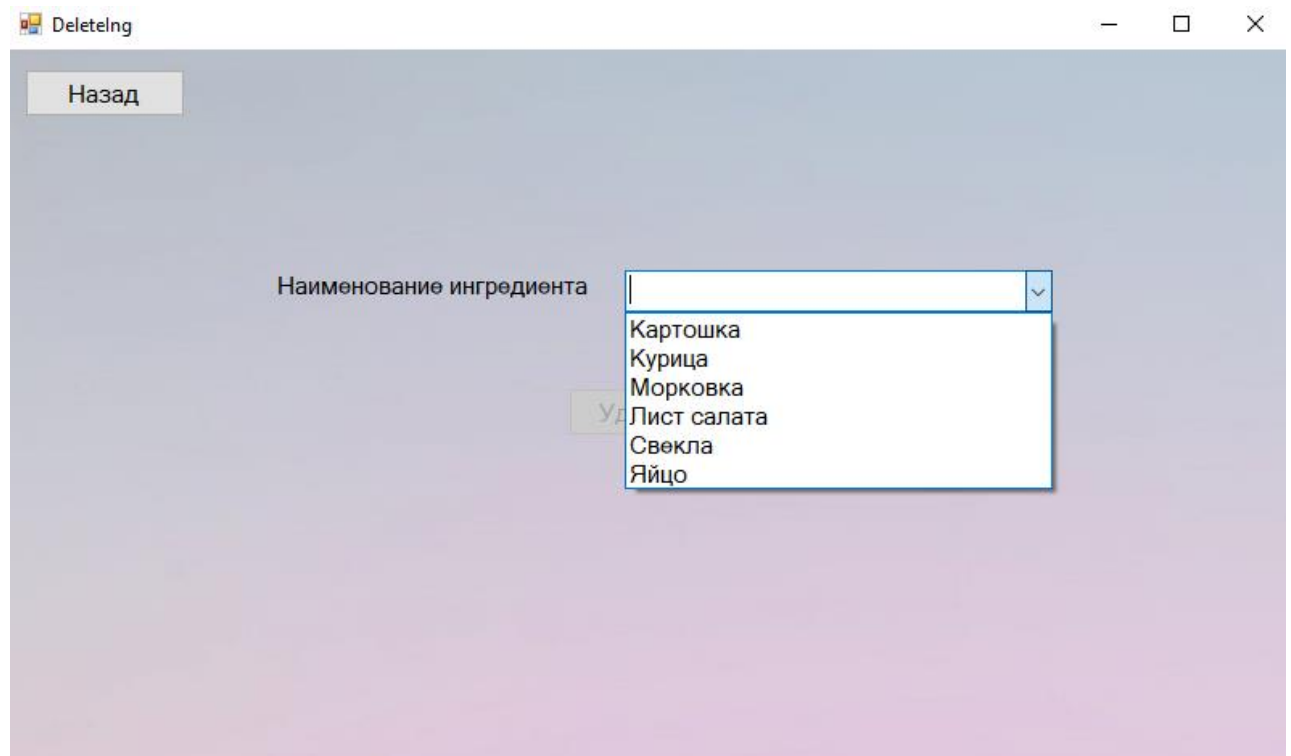 DeleteIng
Назад
Наименование ингредиента
Картошка
Курица
Морковка
Лист салата
Свекла
Яйцо